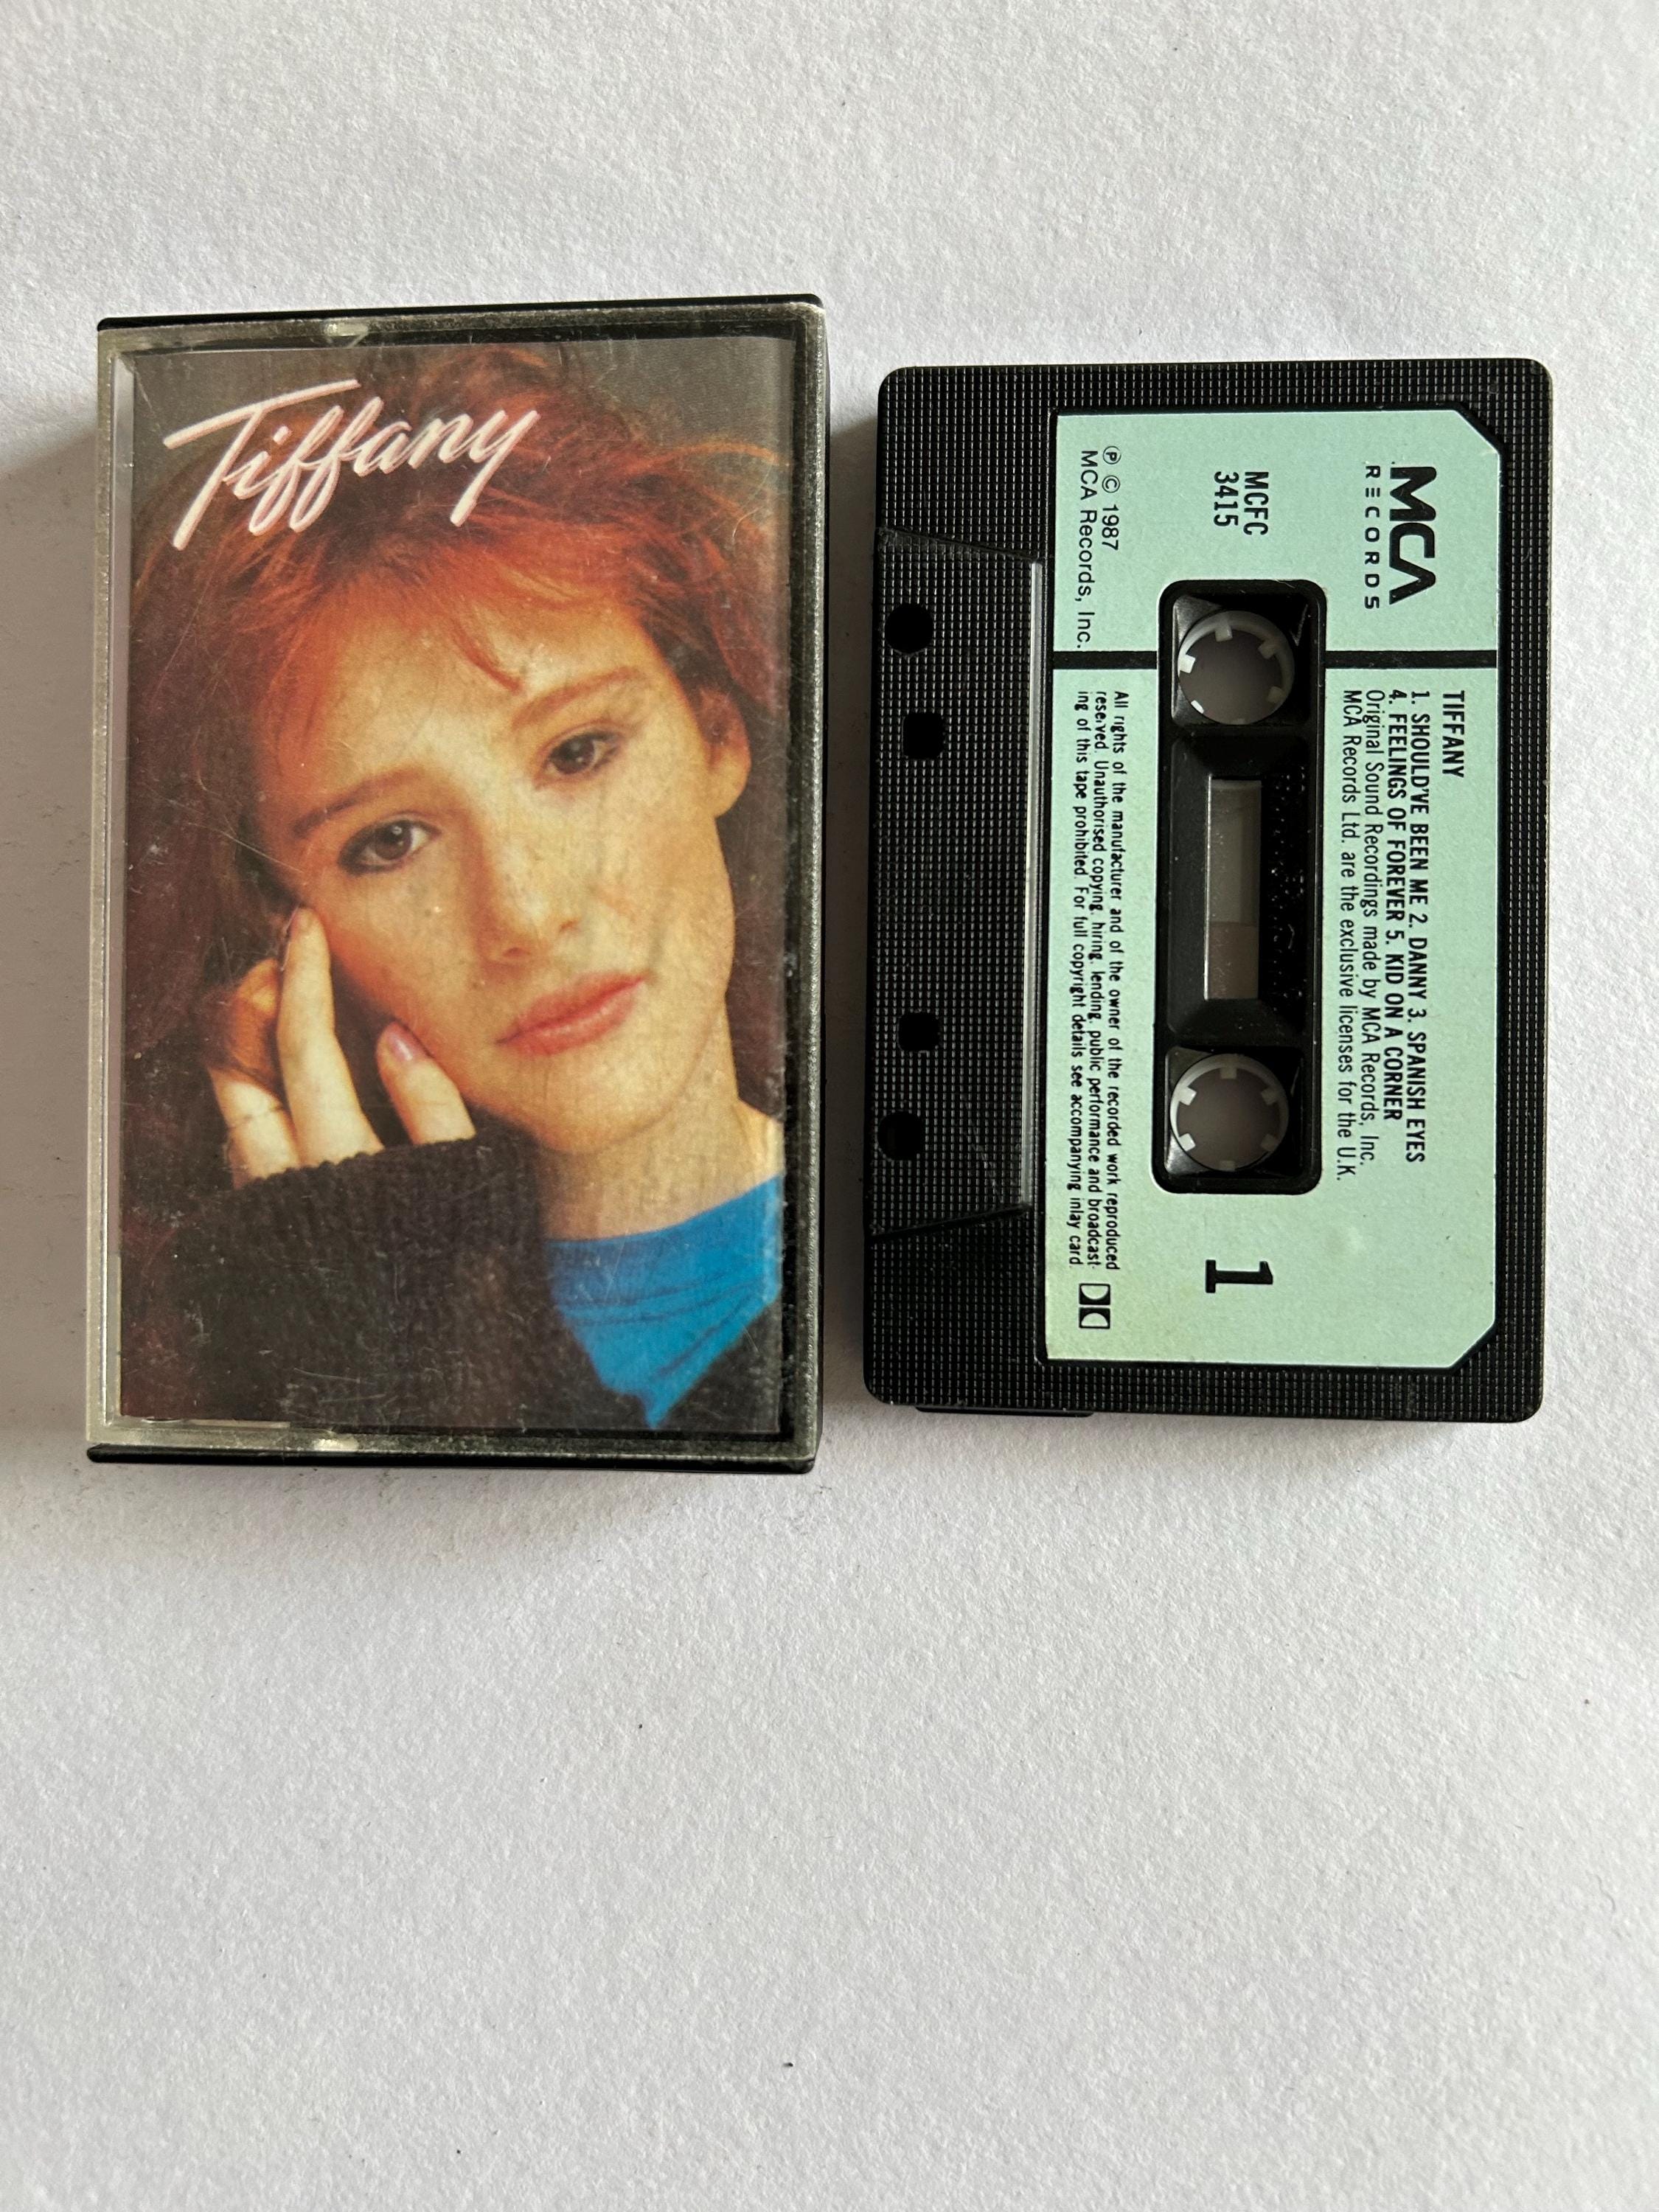 Tiffany
MCA
RECORDS
MCFC
3415
℗ © 1987
MCA Records, Inc.
TIFFANY
1. SHOULD'VE BEEN ME 2. DANNY 3. SPANISH EYES
4. FEELINGS OF FOREVER 5. KID ON A CORNER
Original Sound Recordings made by MCA Records, Inc.
MCA Records Ltd. are the exclusive licenses for the U.K.
1
All rights of the manufacturer and of the owner of the recorded work reproduced
reserved. Unauthorised copying, hiring, lending, public performance and broadcast-
ing of this tape prohibited. For full copyright details see accompanying inlay card.